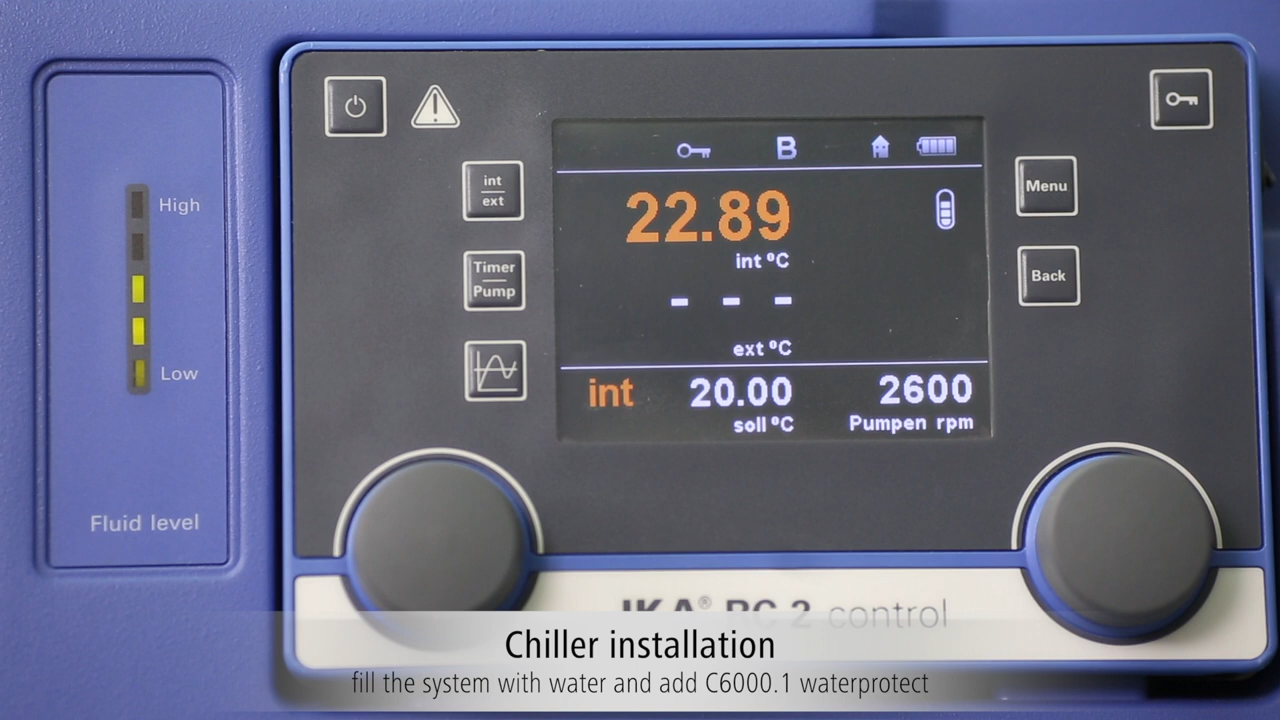 High
Low
Fluid level
int
ext
Timer
Pump
B
22.89
int °C
- - -
ext °C
int 20.00 2600
soll °C Pumpen rpm
Menu
Back
IKA® RC 2 control
Chiller installation
fill the system with water and add C6000.1 waterprotect